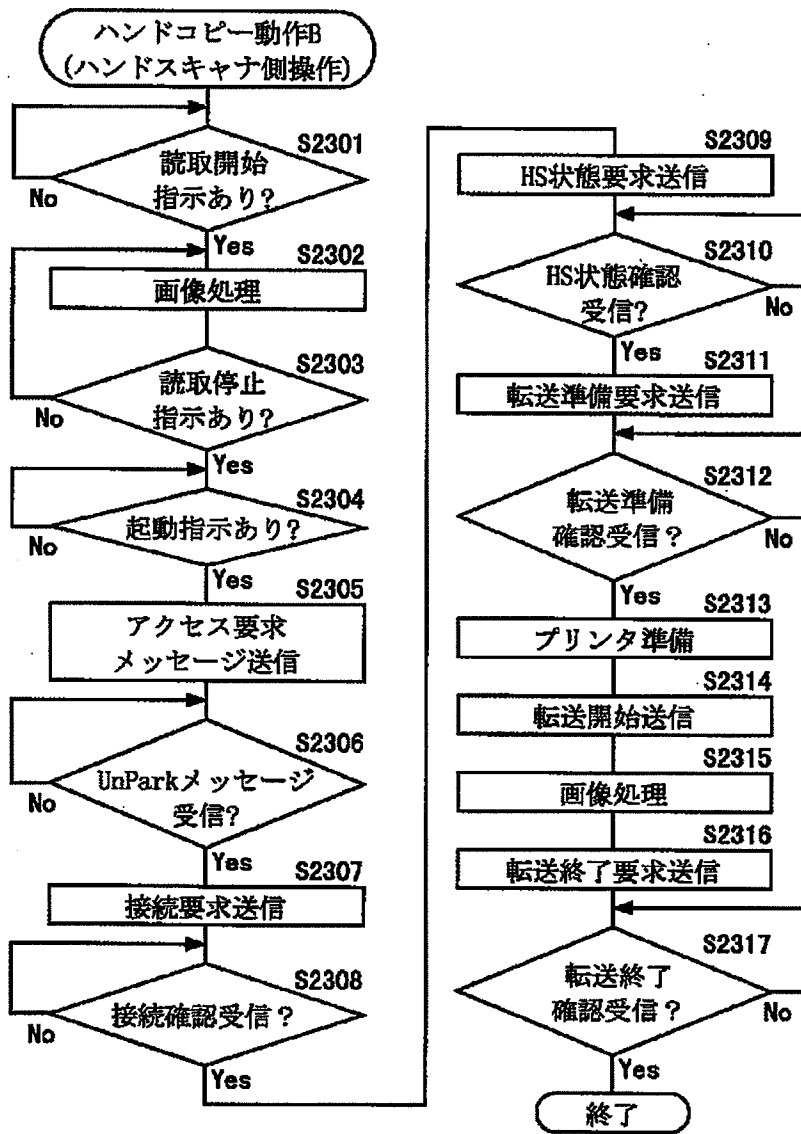 ハンドコピー動作B
(ハンドスキャナ側操作)
S2301
読取開始
指示あり?
No
Yes
S2302
画像処理
S2303
読取停止
指示あり?
No
Yes
S2304
起動指示あり?
No
Yes
S2305
アクセス要求
メッセージ送信
S2306
UnParkメッセージ
受信?
No
Yes
S2307
接続要求送信
S2308
接続確認受信?
No
Yes
S2309
HS状態要求送信
S2310
HS状態確認
受信?
No
Yes
S2311
転送準備要求送信
S2312
転送準備
確認受信?
No
Yes
S2313
プリンタ準備
S2314
転送開始送信
S2315
画像処理
S2316
転送終了要求送信
S2317
転送終了
確認受信?
No
Yes
終了